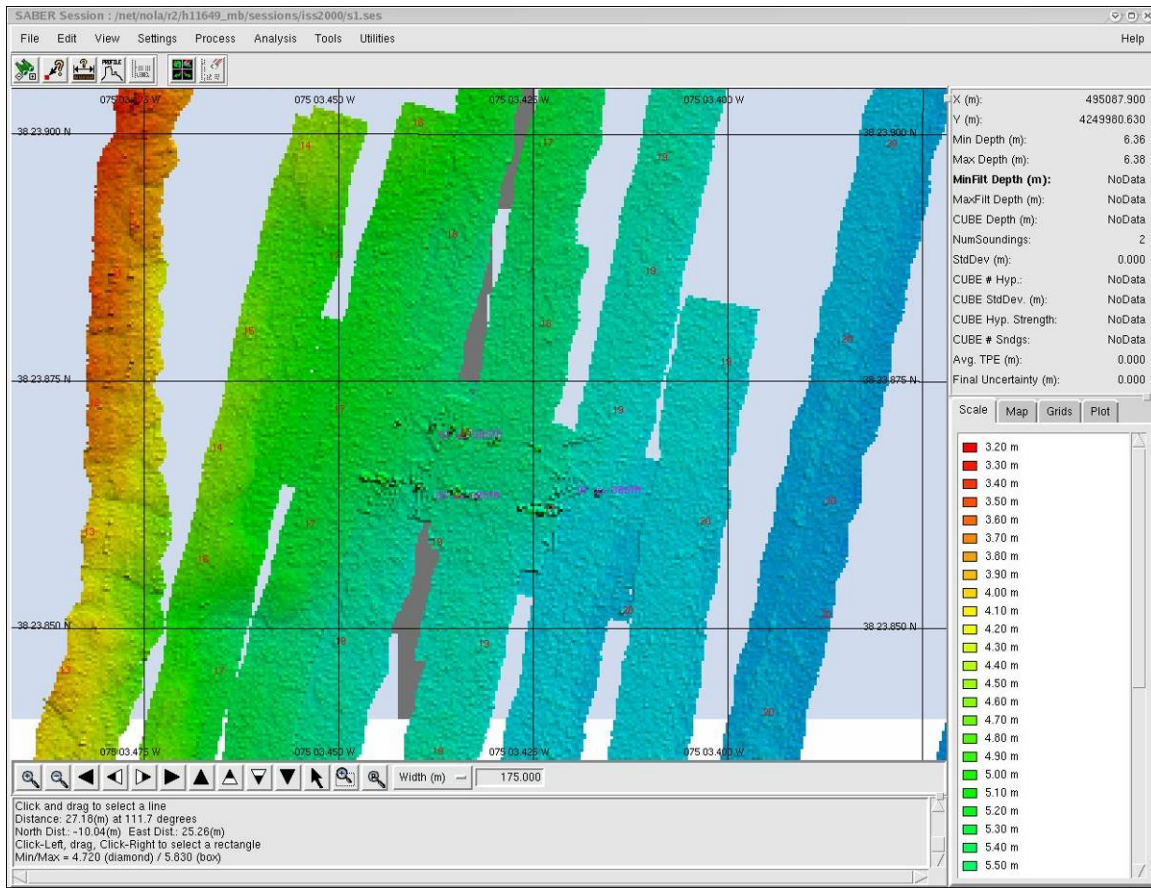 SABER Session : /net/nola/r2/h11649_mb/sessions/iss2000/s1.ses
File Edit View Settings Process Analysis Tools Utilities Help
PROFILE
075 03.475 W 075 03.450 W 075 03.425 W 075 03.400 W
38 23.900 N 38 23.900 N
38 23.875 N 38 23.875 N
38 23.850 N 38 23.850 N
075 03.475 W 075 03.450 W 075 03.425 W 075 03.400 W
X (m): 495087.900
Y (m): 4249980.630
Min Depth (m): 6.36
Max Depth (m): 6.38
MinFilt Depth (m): NoData
MaxFilt Depth (m): NoData
CUBE Depth (m): NoData
NumSoundings: 2
StdDev (m): 0.000
CUBE # Hyp.: NoData
CUBE StdDev. (m): NoData
CUBE Hyp. Strength: NoData
CUBE # Sndgs: NoData
Avg. TPE (m): 0.000
Final Uncertainty (m): 0.000
Scale Map Grids Plot
3.20 m
3.30 m
3.40 m
3.50 m
3.60 m
3.70 m
3.80 m
3.90 m
4.00 m
4.10 m
4.20 m
4.30 m
4.40 m
4.50 m
4.60 m
4.70 m
4.80 m
4.90 m
5.00 m
5.10 m
5.20 m
5.30 m
5.40 m
5.50 m
Width (m) 175.000
Click and drag to select a line
Distance: 27.18(m) at 111.7 degrees
North Dist.: -10.04(m) East Dist.: 25.26(m)
Click-Left, drag, Click-Right to select a rectangle
Min/Max = 4.720 (diamond) / 5.830 (box)